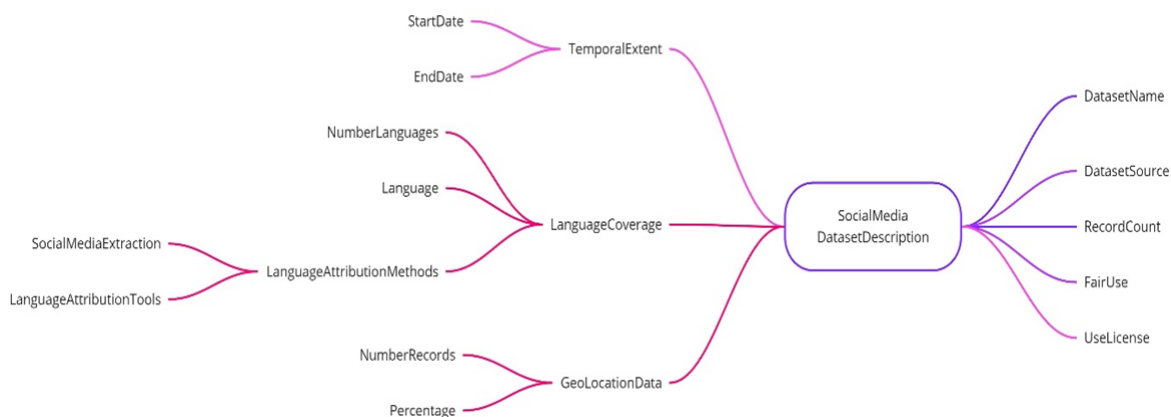 StartDate
EndDate
TemporalExtent
NumberLanguages
Language
LanguageCoverage
SocialMediaExtraction
LanguageAttributionTools
LanguageAttributionMethods
NumberRecords
Percentage
GeoLocationData
SocialMedia
DatasetDescription
DatasetName
DatasetSource
RecordCount
FairUse
UseLicense